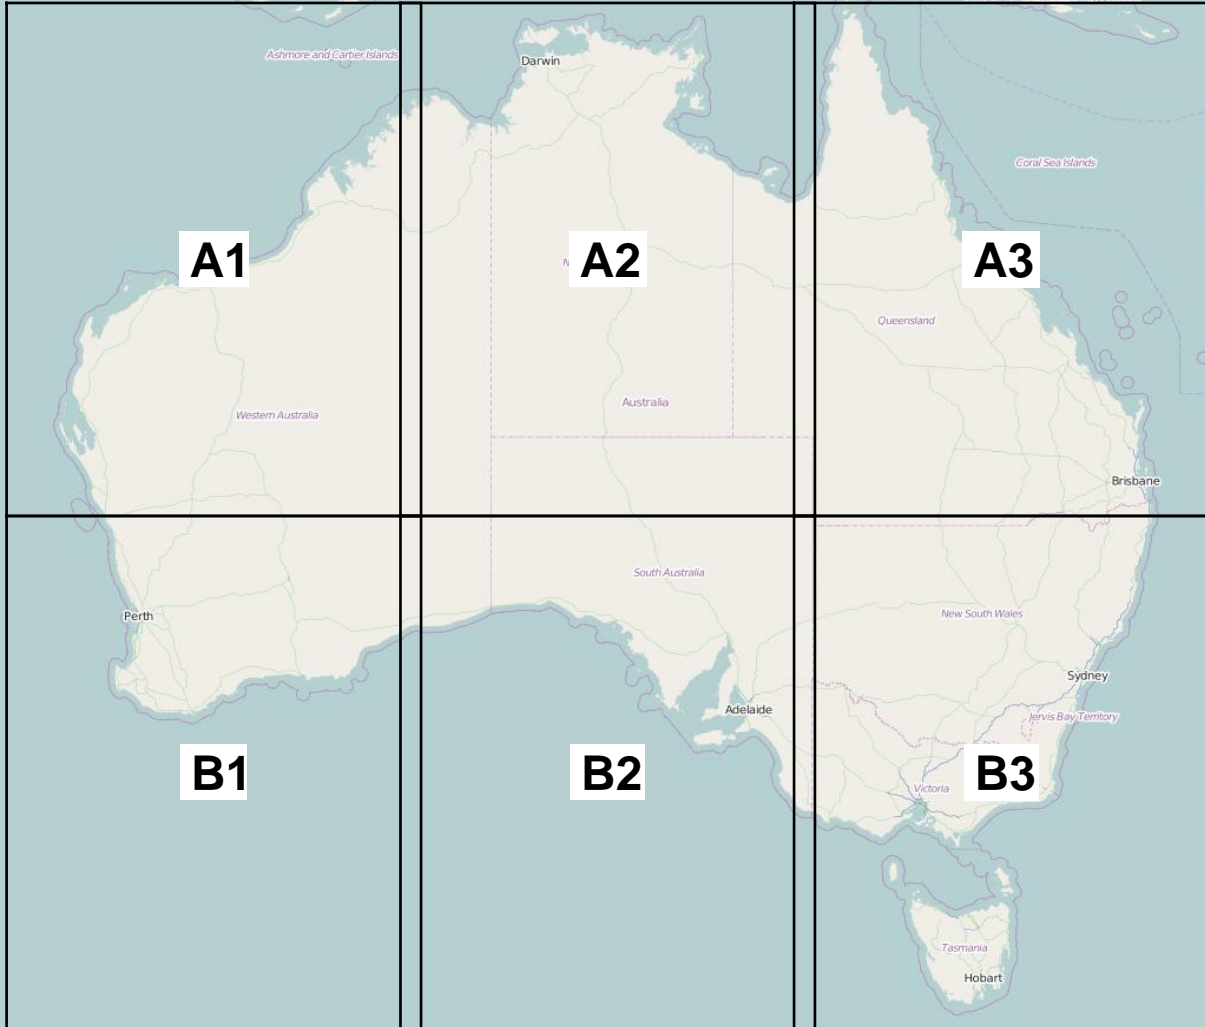 Ashmore and Cartier Islands
Darwin
Coral Sea Islands
A1
N
A2
A3
Queensland
Australia
Western Australia
Brisbane
South Australia
Perth
New South Wales
Sydney
Adelaide
Jervis Bay Territory
B1
B2
B3
Victoria
Tasmania
Hobart